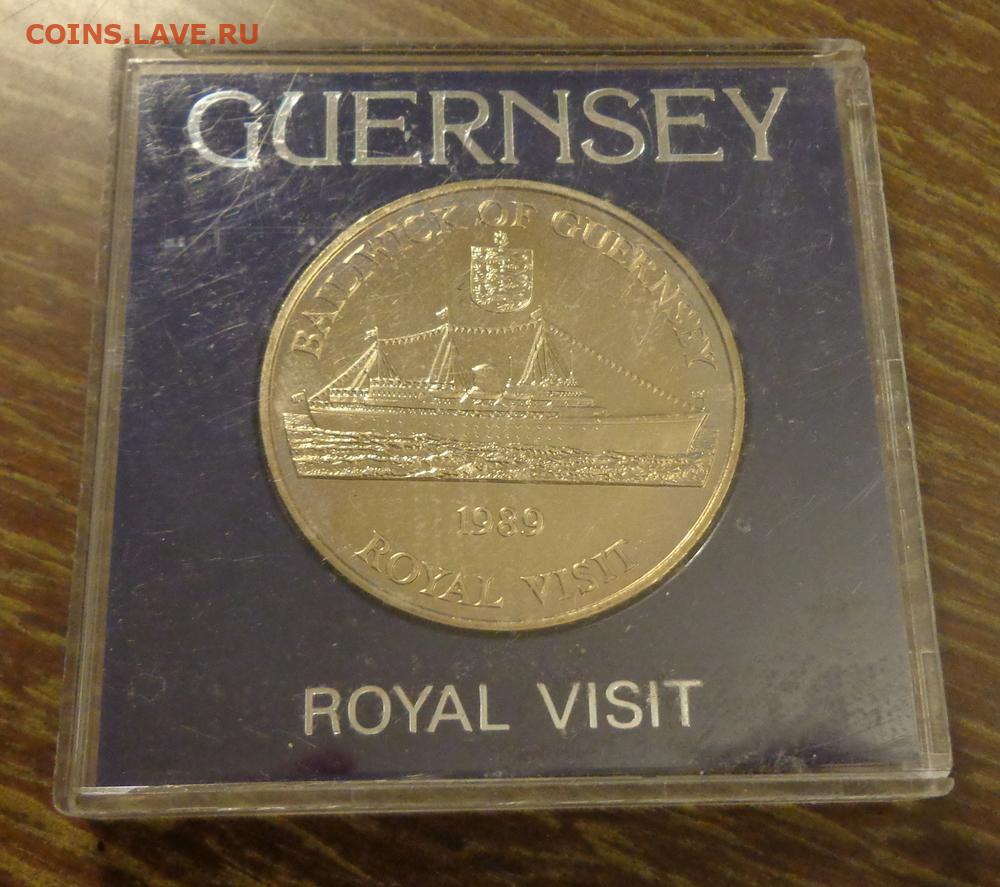 COINS.LAVE.RU
GUERNSEY
BAILIWICK OF GUERNSEY
1989
ROYAL VISIT
ROYAL VISIT